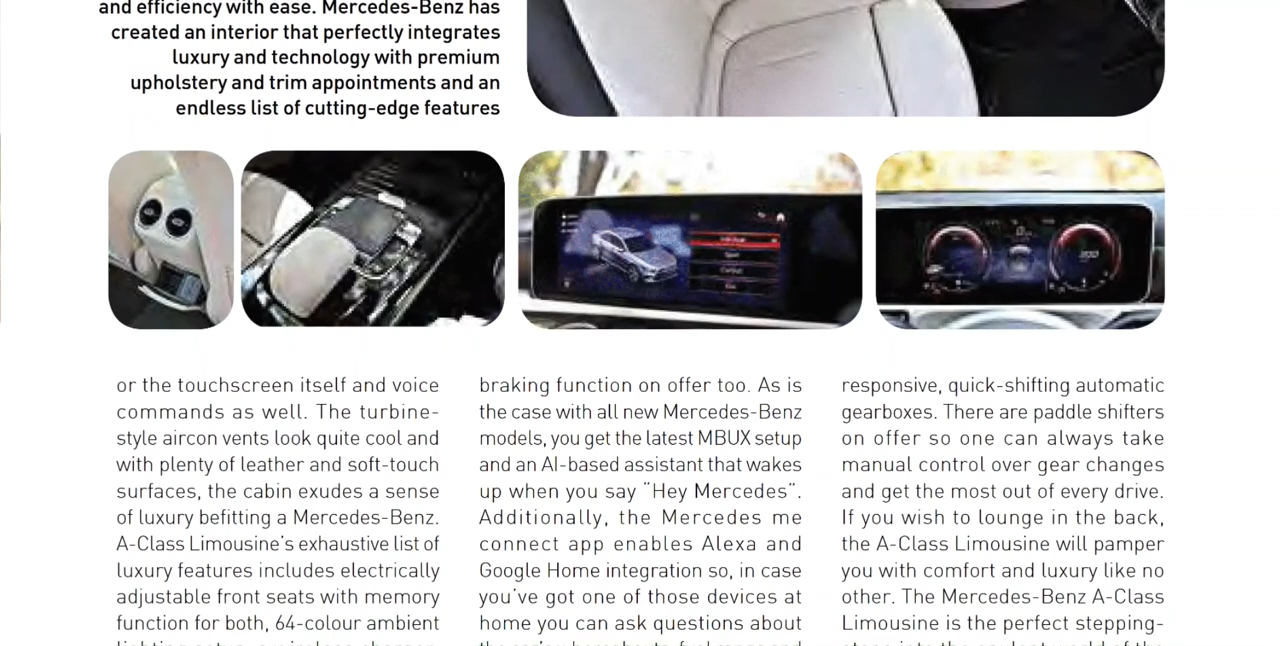 and efficiency with ease. Mercedes-Benz has
created an interior that perfectly integrates
luxury and technology with premium
upholstery and trim appointments and an
endless list of cutting-edge features
or the touchscreen itself and voice
commands as well. The turbine-
style aircon vents look quite cool and
with plenty of leather and soft-touch
surfaces, the cabin exudes a sense
of luxury befitting a Mercedes-Benz.
A-Class Limousine's exhaustive list of
luxury features includes electrically
adjustable front seats with memory
function for both, 64-colour ambient
braking function on offer too. As is
the case with all new Mercedes-Benz
models, you get the latest MBUX setup
and an AI-based assistant that wakes
up when you say "Hey Mercedes".
Additionally, the Mercedes me
connect app enables Alexa and
Google Home integration so, in case
you've got one of those devices at
home you can ask questions about
responsive, quick-shifting automatic
gearboxes. There are paddle shifters
on offer so one can always take
manual control over gear changes
and get the most out of every drive.
If you wish to lounge in the back,
the A-Class Limousine will pamper
you with comfort and luxury like no
other. The Mercedes-Benz A-Class
Limousine is the perfect stepping-